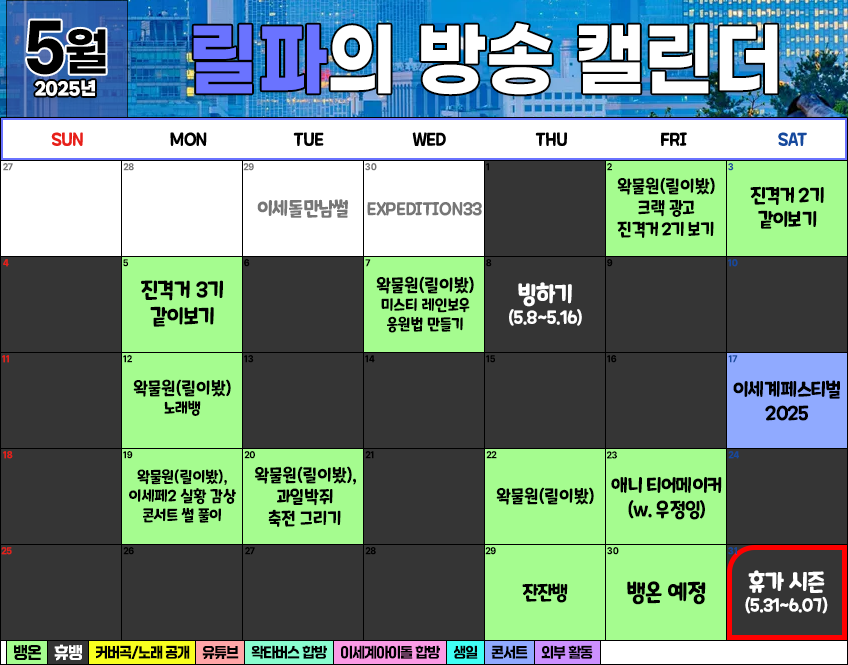 5월
2025년
릴파의 방송 캘린더
SUN MON TUE WED THU FRI SAT
27 28 29 30 1 2 3
이세돌만남썰
EXPEDITION33
왁물원(릴이봤)
크랙 광고
진격거 2기 보기
진격거 2기
같이보기
4 5 6 7 8 9 10
진격거 3기
같이보기
왁물원(릴이봤)
미스티 레인보우
응원법 만들기
빙하기
(5.8~5.16)
11 12 13 14 15 16 17
왁물원(릴이봤)
노래뱅
이세계페스티벌
2025
18 19 20 21 22 23 24
왁물원(릴이봤),
이세페2 실황 감상
콘서트 썰 풀이
왁물원(릴이봤),
과일박쥐
축전 그리기
왁물원(릴이봤)
애니 티어메이커
(w. 우정잉)
25 26 27 28 29 30 31
잔잔뱅
뱅온 예정
휴가 시즌
(5.31~6.07)
뱅온 휴뱅 커버곡/노래 공개 유튜브 왁타버스 합방 이세계아이돌 합방 생일 콘서트 외부 활동